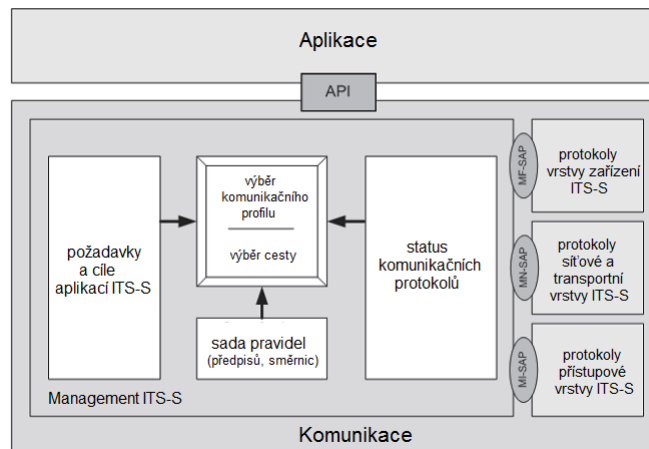 Aplikace
API
požadavky
a cíle
aplikací ITS-S
výběr
komunikačního
profilu
výběr cesty
sada pravidel
(předpisů, směrnic)
status
komunikačních
protokolů
Management ITS-S
MF-SAP
protokoly
vrstvy zařízení
ITS-S
MN-SAP
protokoly
síťové a
transportní
vrstvy ITS-S
MI-SAP
protokoly
přístupové
vrstvy ITS-S
Komunikace